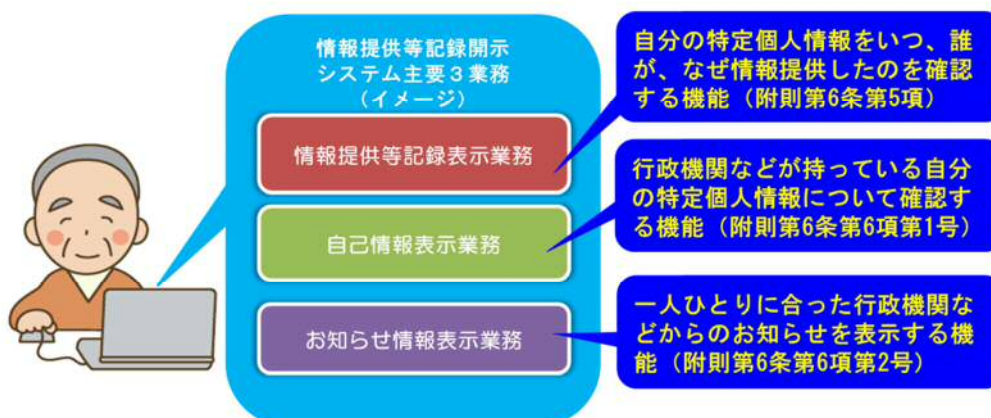 情報提供等記録開示
システム主要３業務
（イメージ）
情報提供等記録表示業務
自己情報表示業務
お知らせ情報表示業務
自分の特定個人情報をいつ、誰
が、なぜ情報提供したのを確認
する機能（附則第6条第5項）
行政機関などが持っている自分
の特定個人情報について確認す
る機能（附則第6条第6項第1号）
一人ひとりに合った行政機関な
どからのお知らせを表示する機
能（附則第6条第6項第2号）